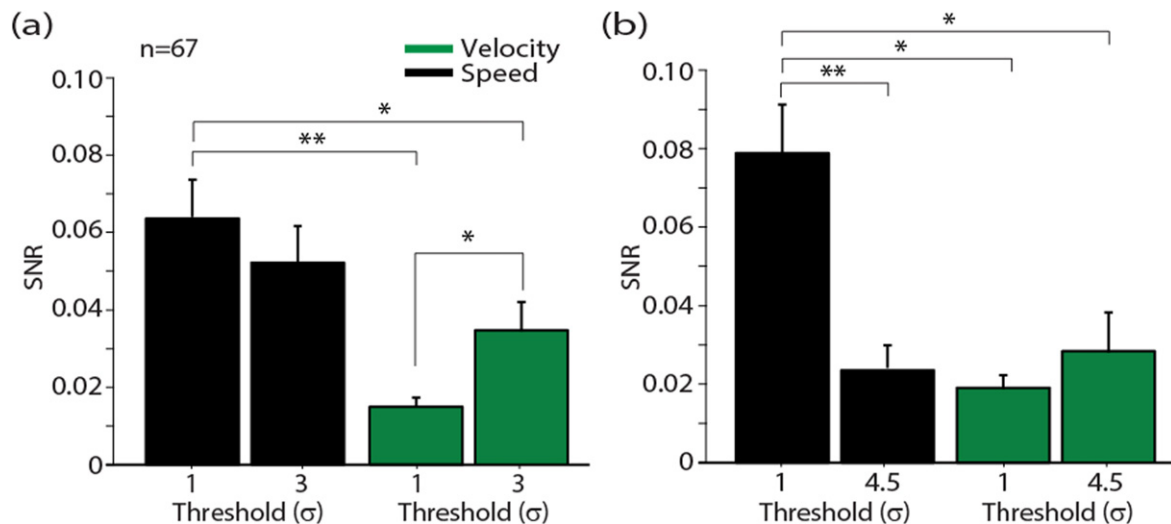 (a)
n=67
Velocity
Speed
0.10
0.08
0.06
0.04
0.02
0
SNR
*
**
*
1 3 1 3
Threshold (σ) Threshold (σ)
(b)
0.10
0.08
0.06
0.04
0.02
0
SNR
*
*
**
1 4.5 1 4.5
Threshold (σ) Threshold (σ)